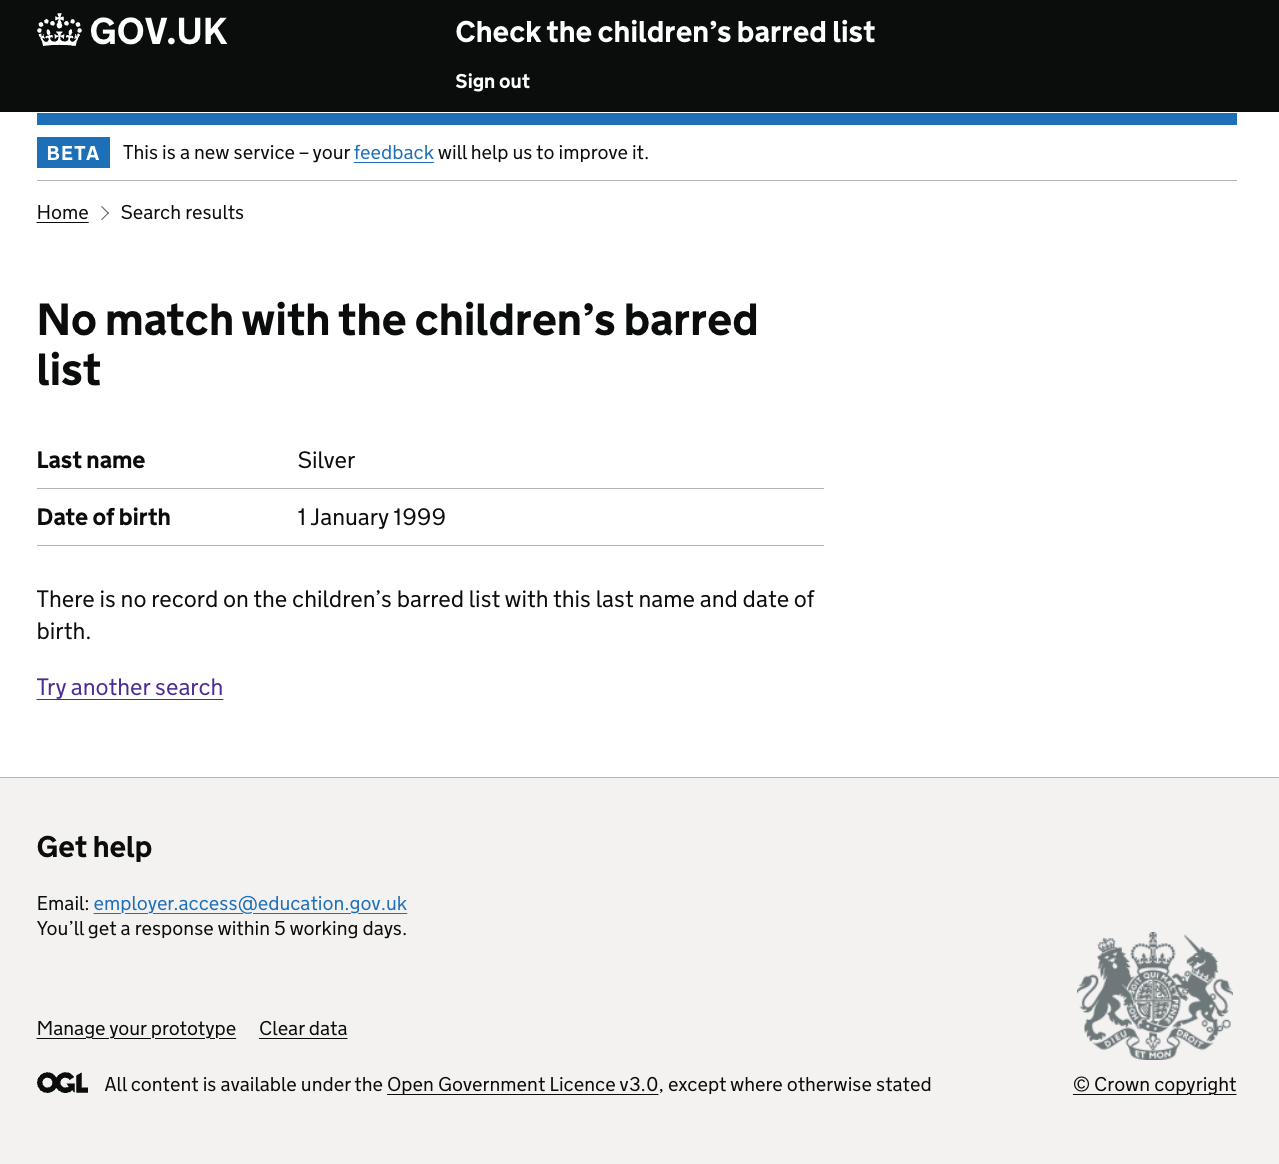 GOV.UK
Check the children’s barred list
Sign out
BETA This is a new service – your feedback will help us to improve it.
Home Search results
No match with the children’s barred
list
Last name Silver
Date of birth 1 January 1999
There is no record on the children’s barred list with this last name and date of
birth.
Try another search
Get help
Email: employer.access@education.gov.uk
You’ll get a response within 5 working days.
Manage your prototype Clear data
OGL All content is available under the Open Government Licence v3.0, except where otherwise stated
DIEU ET MON DROIT
© Crown copyright